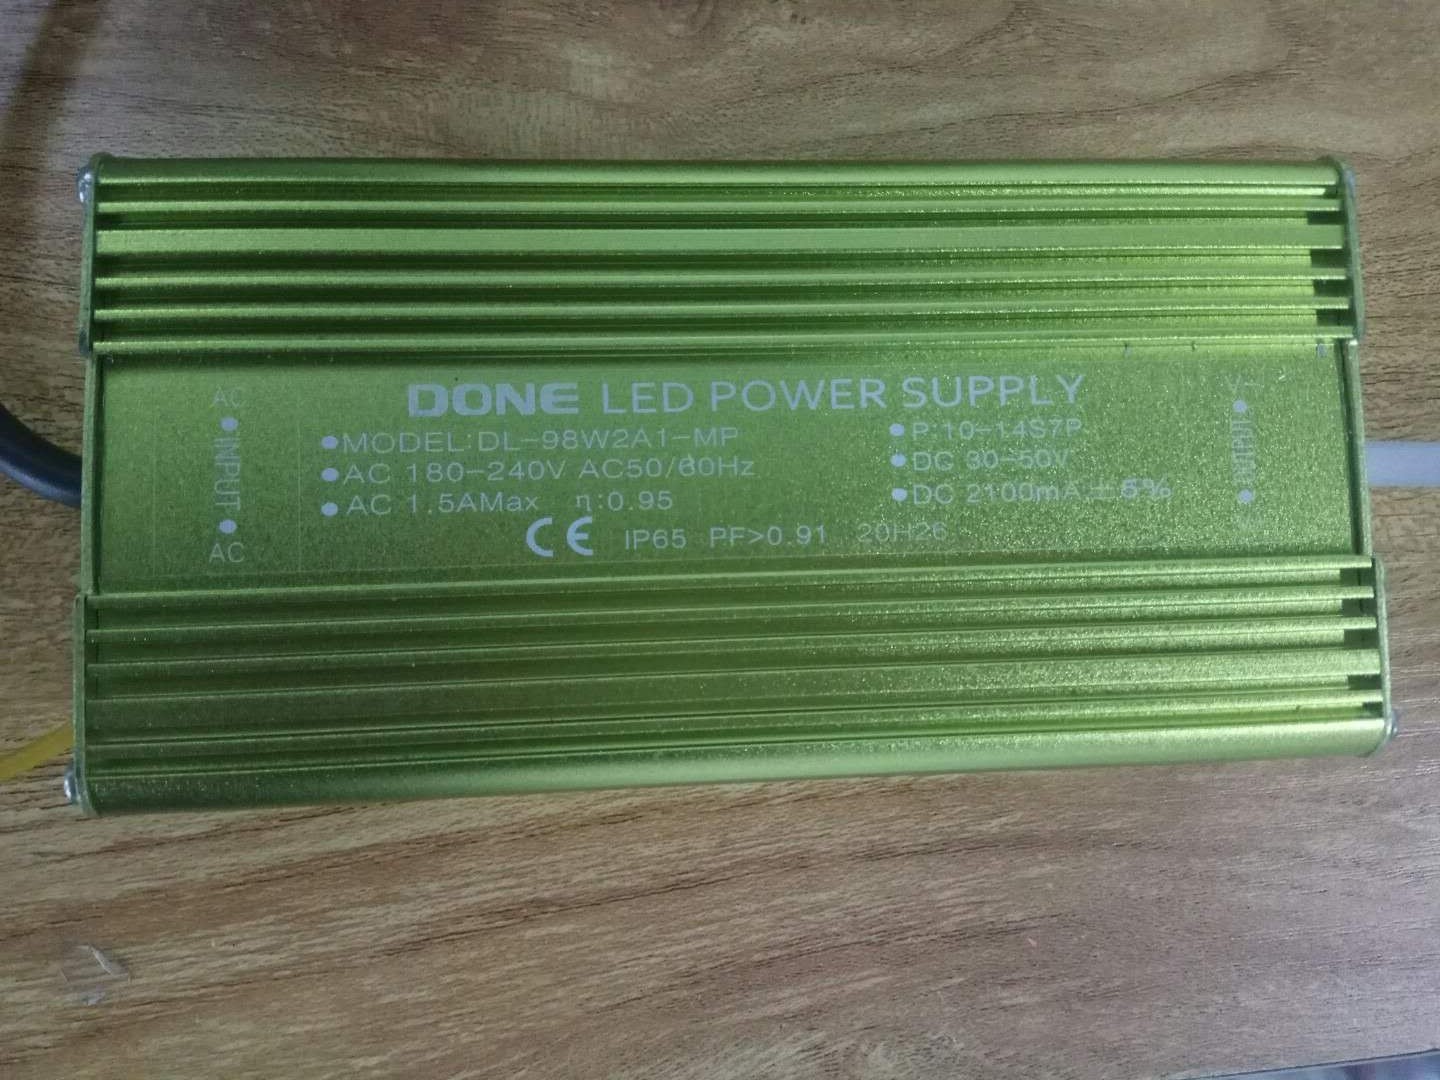 DONE LED POWER SUPPLY
AC
INPUT
AC
●MODEL:DL-98W2A1-MP
●AC 180-240V AC50/60Hz
●AC 1.5AMax η:0.95
●P:10-14S7P
●DC 30-50V
●DC 2100mA ±5%
CE IP65 PF>0.91 20H26
OUTPUT